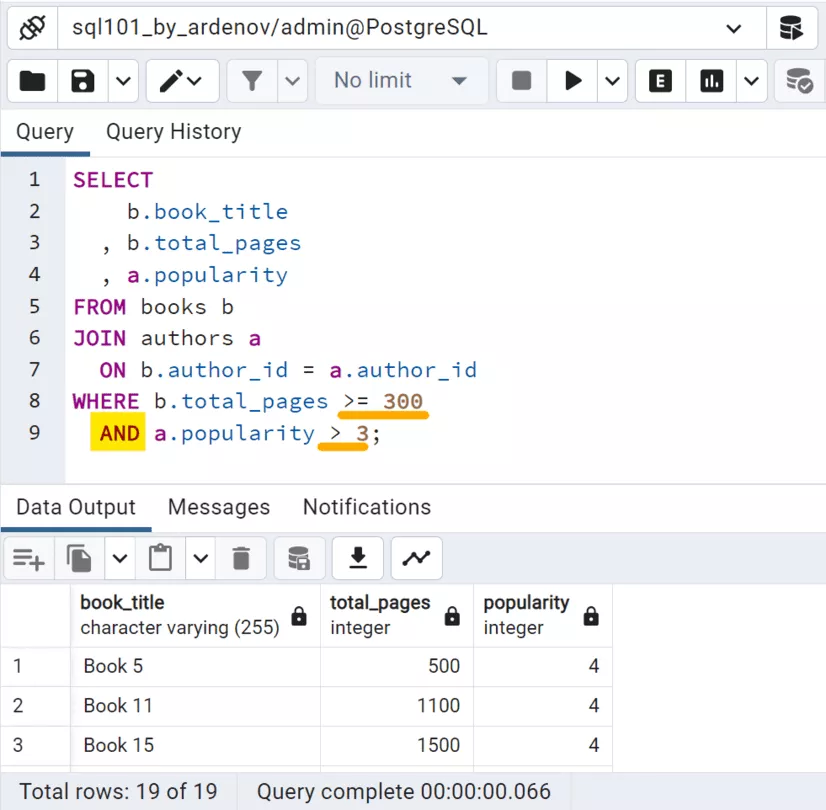 sql101_by_ardenov/admin@PostgreSQL
No limit
E
Query Query History
1 SELECT
2 b.book_title
3 , b.total_pages
4 , a.popularity
5 FROM books b
6 JOIN authors a
7 ON b.author_id = a.author_id
8 WHERE b.total_pages >= 300
9 AND a.popularity > 3;
Data Output Messages Notifications
book_title total_pages popularity
character varying (255) integer integer
1 Book 5 500 4
2 Book 11 1100 4
3 Book 15 1500 4
Total rows: 19 of 19 Query complete 00:00:00.066